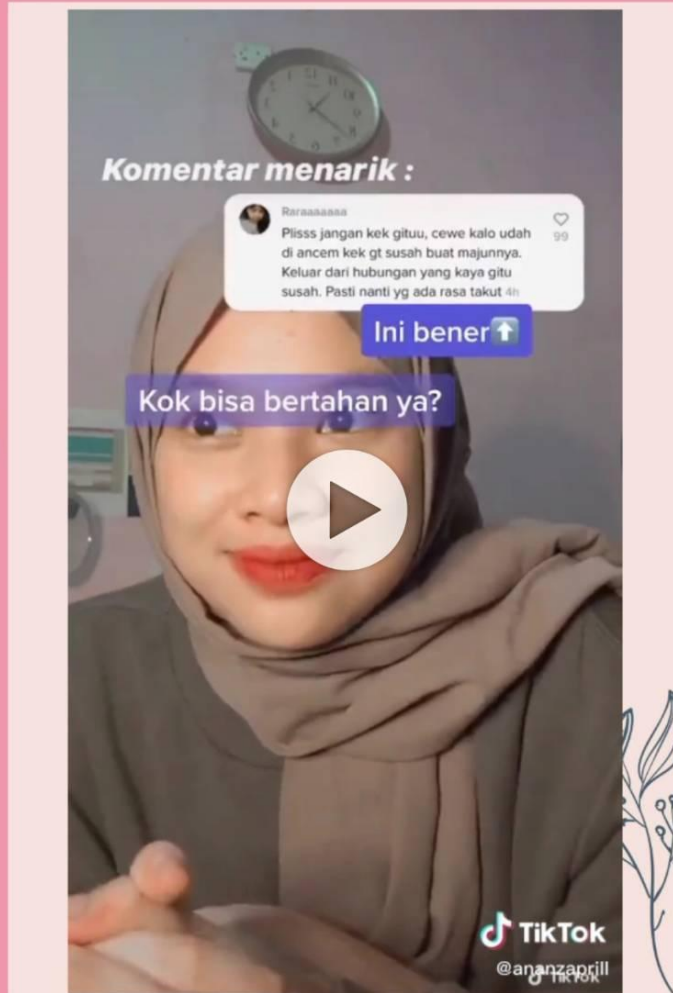 Komentar menarik :
Raraaaaaaa
Plisss jangan kek gituu, cewe kalo udah
99
di ancem kek gt susah buat majunnya.
Keluar dari hubungan yang kaya gitu
susah. Pasti nanti yg ada rasa takut 4h
Ini bener⬆️
Kok bisa bertahan ya?
TikTok
@ananzaprill
TikTok